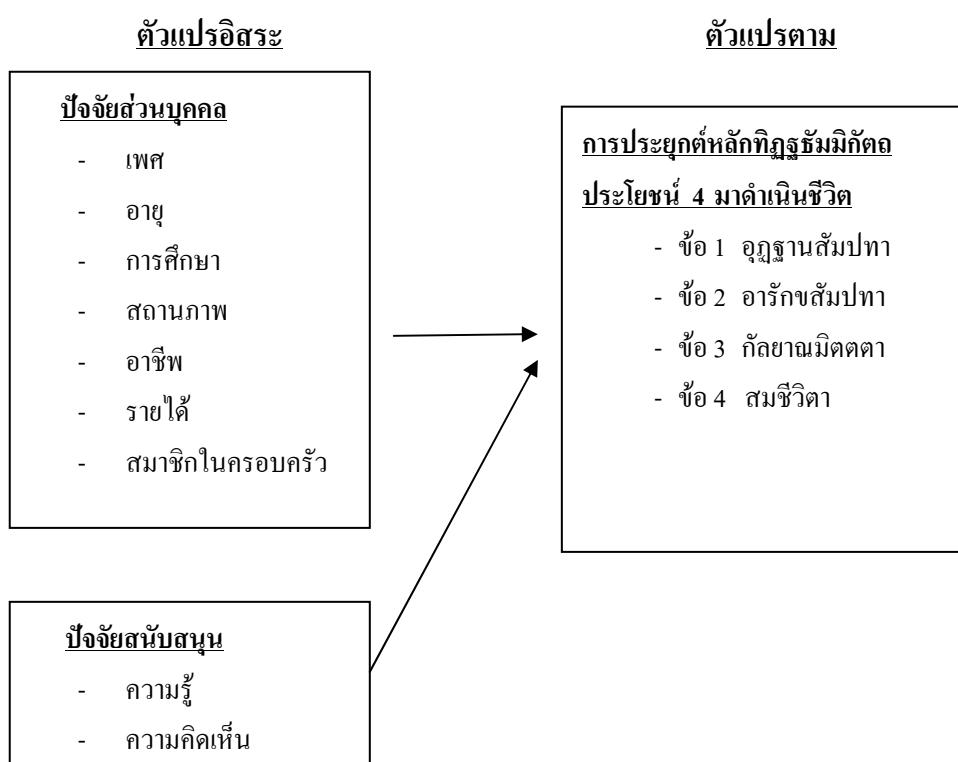 ตัวแปรอิสระ
ปัจจัยส่วนบุคคล
- เพศ
- อายุ
- การศึกษา
- สถานภาพ
- อาชีพ
- รายได้
- สมาชิกในครอบครัว
ปัจจัยสนับสนุน
- ความรู้
- ความคิดเห็น
ตัวแปรตาม
การประยุกต์หลักทิฏฐธัมมิกัตถ
ประโยชน์ 4 มาดำเนินชีวิต
- ข้อ 1 อุฏฐานสัมปทา
- ข้อ 2 อารักขสัมปทา
- ข้อ 3 กัลยาณมิตตตา
- ข้อ 4 สมชีวิตา